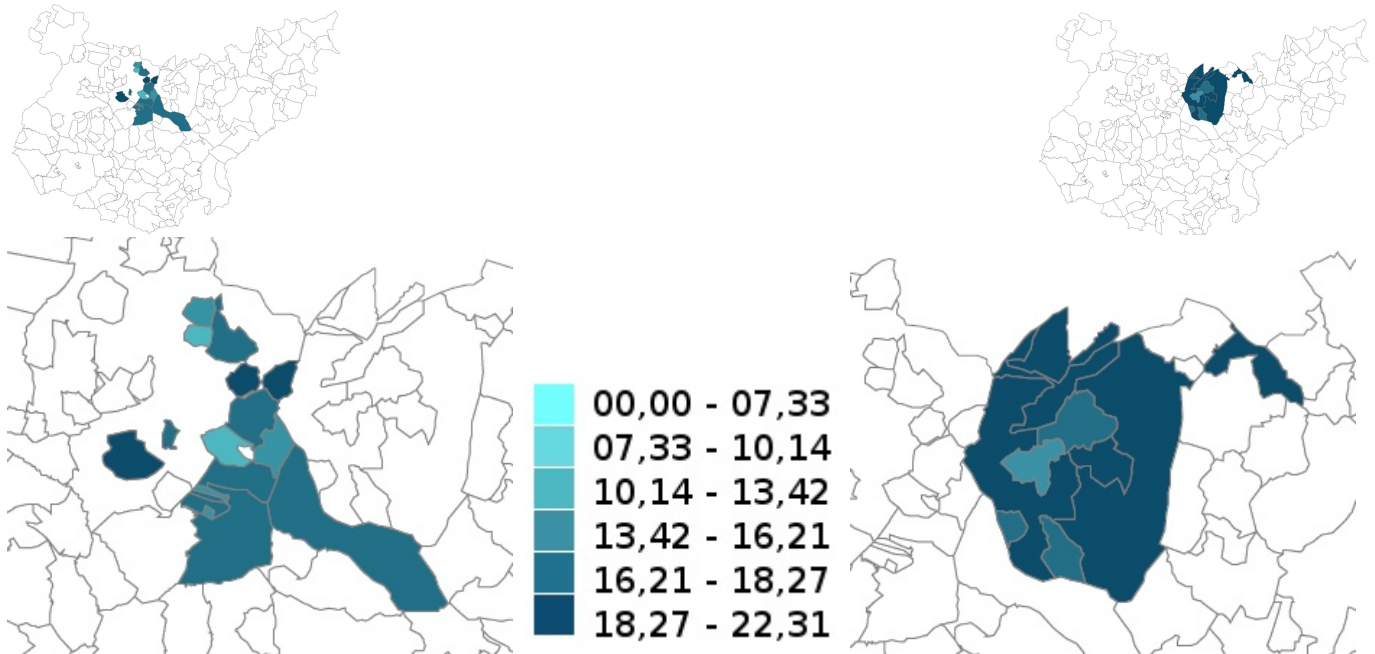 00,00 - 07,33
07,33 - 10,14
10,14 - 13,42
13,42 - 16,21
16,21 - 18,27
18,27 - 22,31